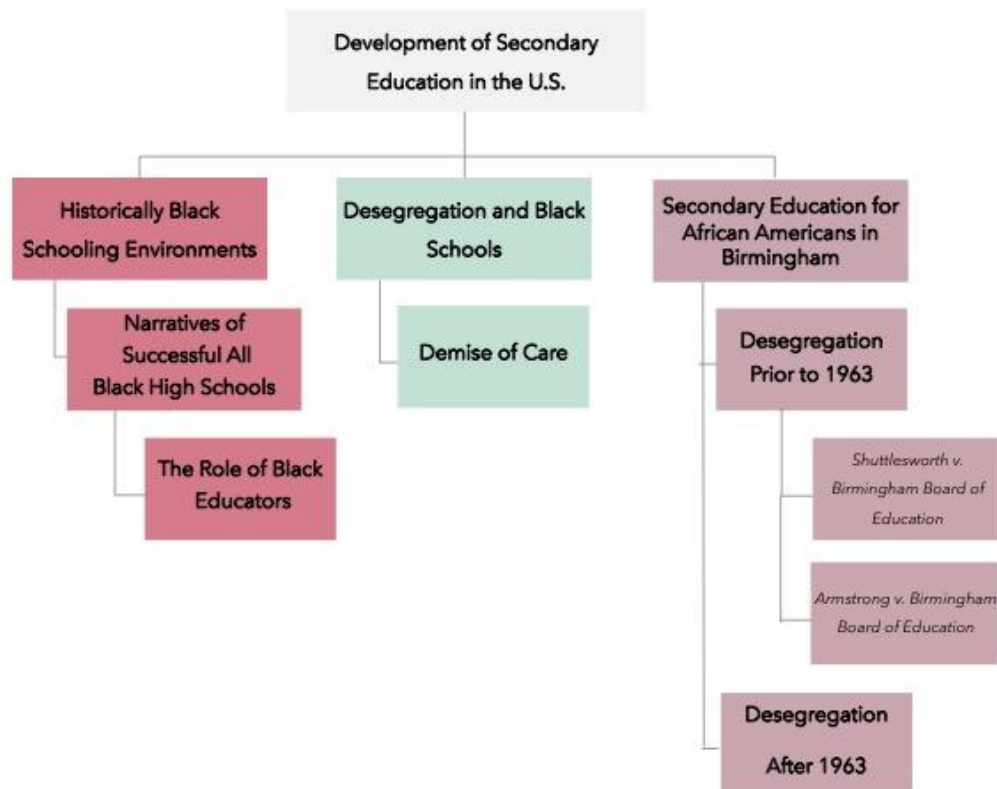 Development of Secondary
Education in the U.S.
Historically Black
Schooling Environments
Narratives of
Successful All
Black High Schools
The Role of Black
Educators
Desegregation and Black
Schools
Demise of Care
Secondary Education for
African Americans in
Birmingham
Desegregation
Prior to 1963
Shuttlesworth v.
Birmingham Board of
Education
Armstrong v. Birmingham
Board of Education
Desegregation
After 1963